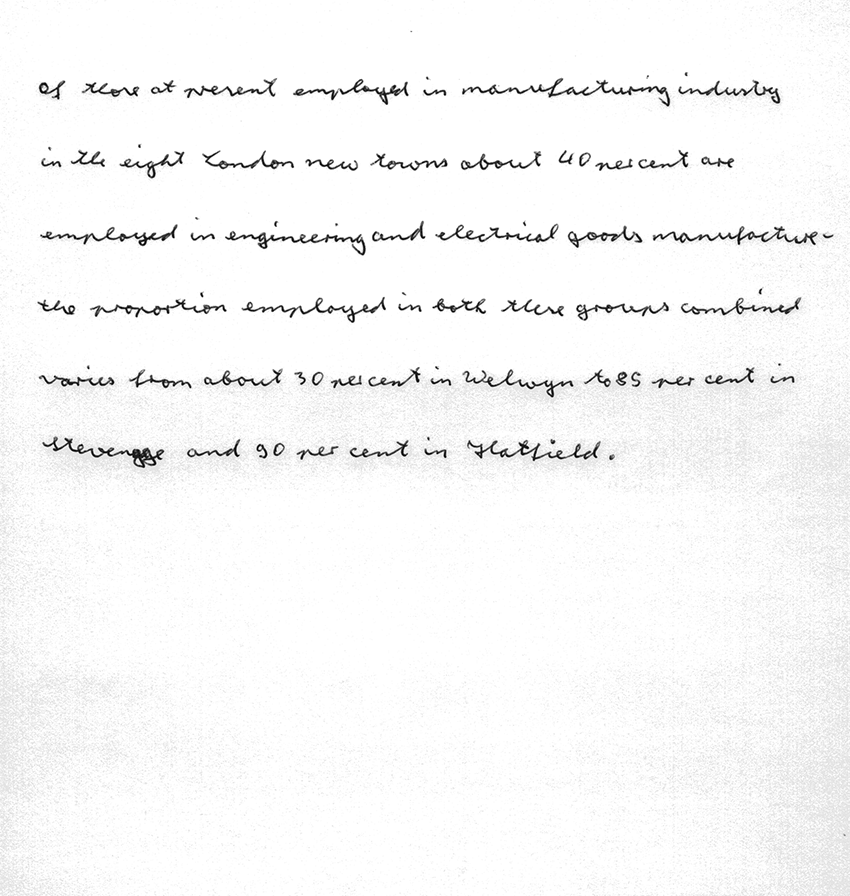 Of those at present employed in manufacturing industry
in the eight London new towns about 40 per cent are
employed in engineering and electrical goods manufacture-
the proportion employed in both these groups combined
varies from about 30 per cent in Welwyn to 85 per cent in
Stevenage and 90 per cent in Hatfield.